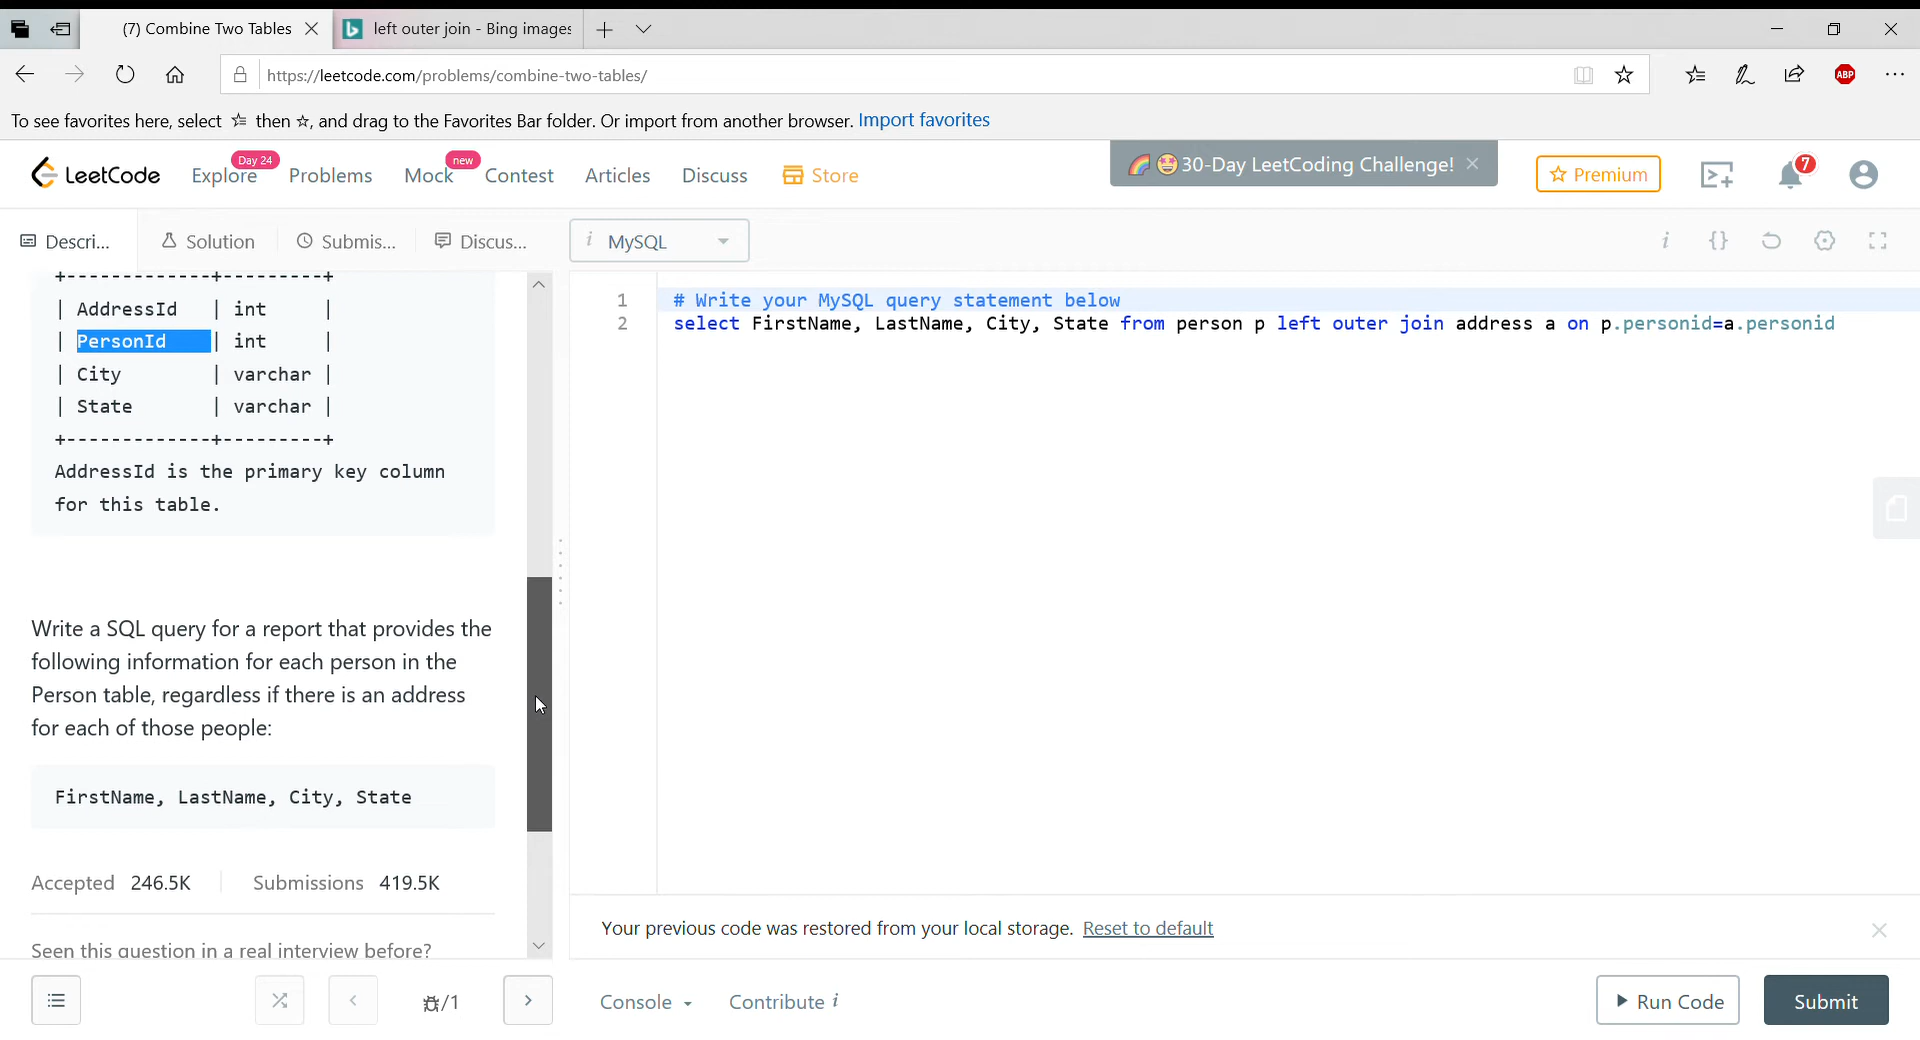 (7) Combine Two Tables
left outer join - Bing images
https://leetcode.com/problems/combine-two-tables/
ABP
To see favorites here, select then ☆, and drag to the Favorites Bar folder. Or import from another browser. Import favorites
LeetCode
Explore
Day 24
Problems
Mock
new
Contest
Articles
Discuss
Store
30-Day LeetCoding Challenge!
Premium
7
Descri...
Solution
Submis...
Discus...
i MySQL
i
{}
+-------------+---------+
| AddressId | int |
| PersonId | int |
| City | varchar |
| State | varchar |
+-------------+---------+
AddressId is the primary key column
for this table.
Write a SQL query for a report that provides the
following information for each person in the
Person table, regardless if there is an address
for each of those people:
FirstName, LastName, City, State
Accepted 246.5K
Submissions 419.5K
Seen this question in a real interview before?
1 # Write your MySQL query statement below
2 select FirstName, LastName, City, State from person p left outer join address a on p.personid=a.personid
Your previous code was restored from your local storage. Reset to default
/1
Console
Contribute i
Run Code
Submit